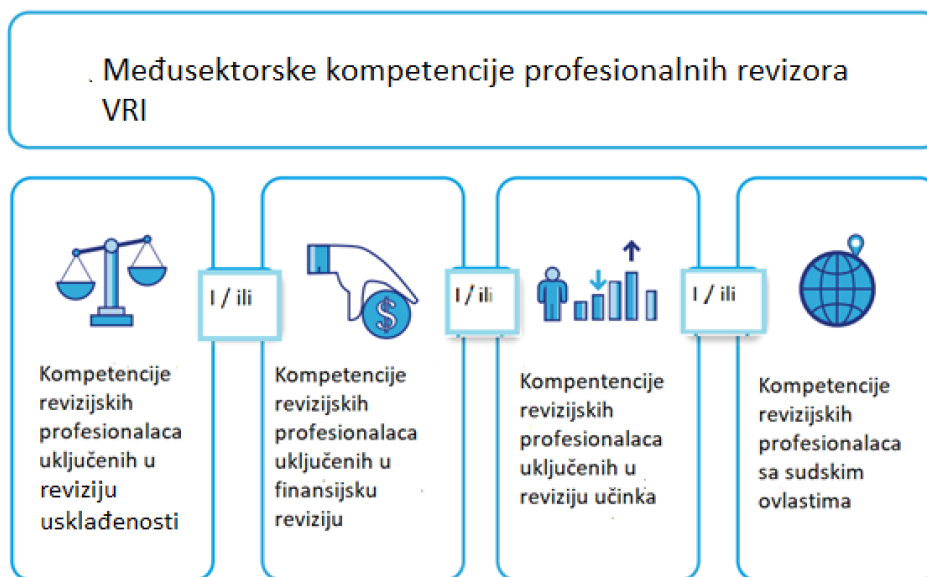 . Međusektorske kompetencije profesionalnih revizora
VRI
I / ili
I / ili
I / ili
$
Kompetencije
revizijskih
profesionalaca
uključenih u
reviziju
usklađenosti
Kompetencije
revizijskih
profesionalaca
uključenih u
finansijsku
reviziju
Kompentencije
revizijskih
profesionalaca
uključenih u
reviziju učinka
Kompetencije
revizijskih
profesionalaca
sa sudskim
ovlastima